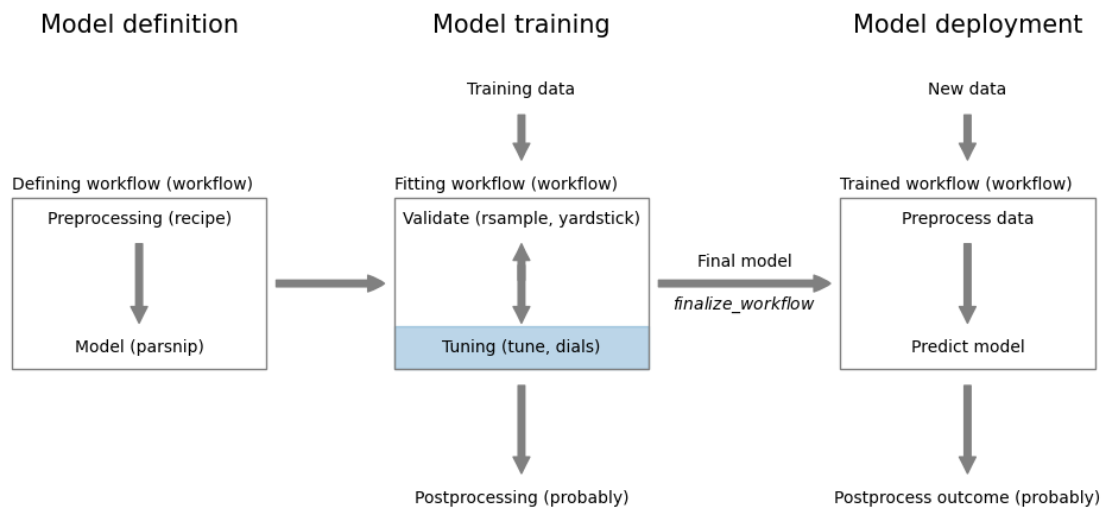 Model definition
Model training
Model deployment
Training data
New data
Defining workflow (workflow)
Fitting workflow (workflow)
Trained workflow (workflow)
Preprocessing (recipe)
Validate (rsample, yardstick)
Preprocess data
Final model
finalize_workflow
Model (parsnip)
Tuning (tune, dials)
Predict model
Postprocessing (probably)
Postprocess outcome (probably)